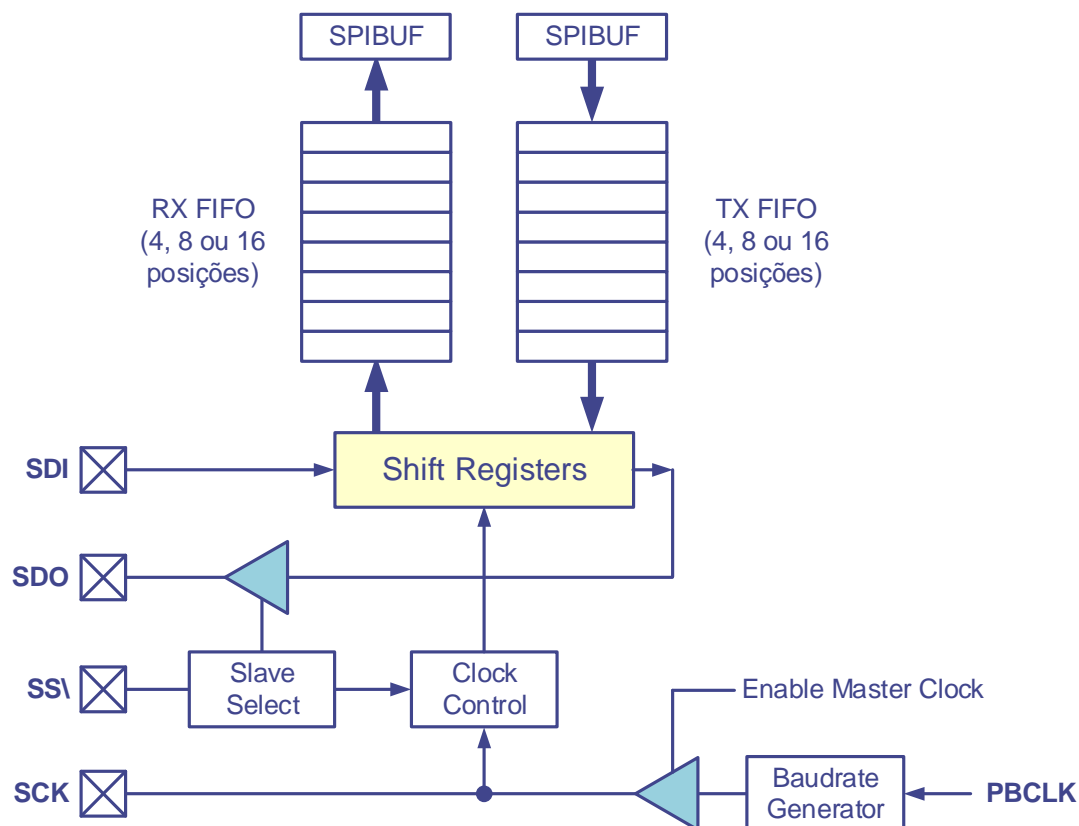 SPIBUF
SPIBUF
RX FIFO
(4, 8 ou 16
posições)
TX FIFO
(4, 8 ou 16
posições)
SDI
Shift Registers
SDO
SS\
Slave
Select
Clock
Control
Enable Master Clock
SCK
Baudrate
Generator
PBCLK